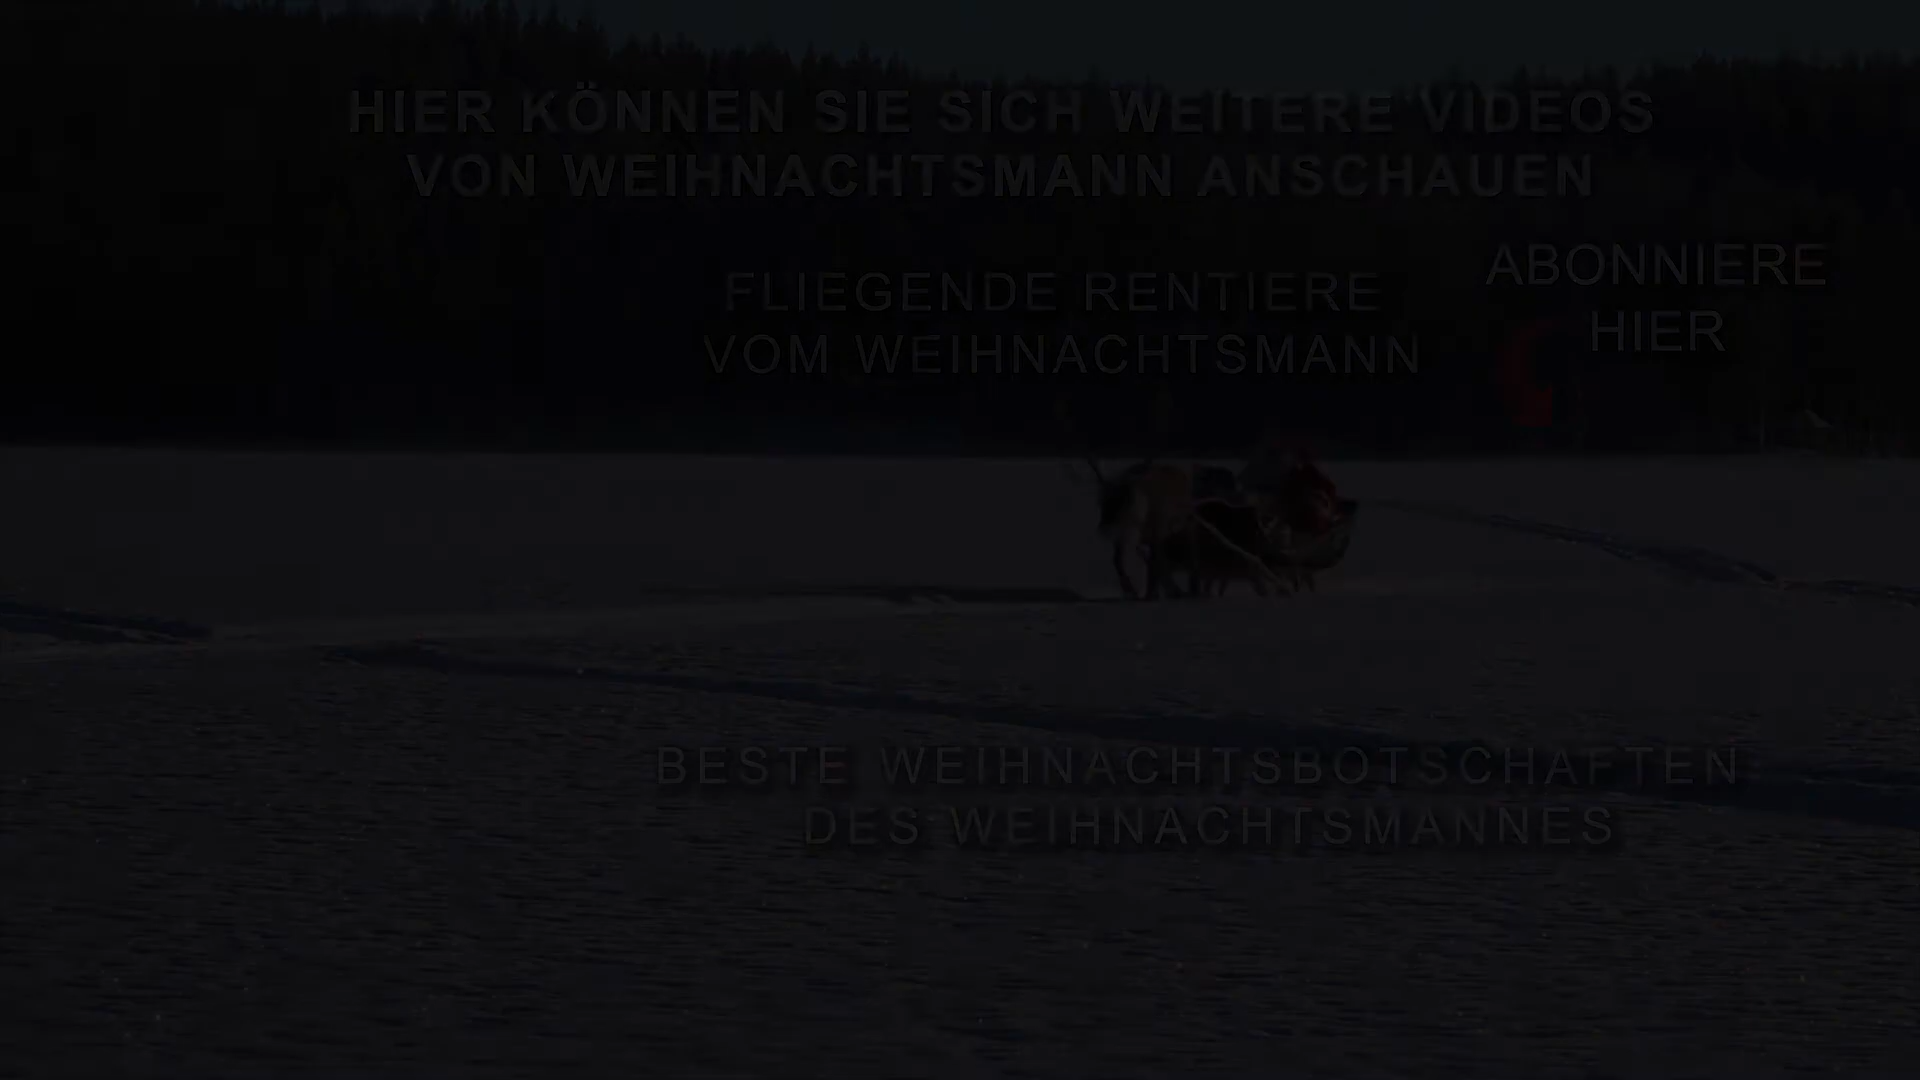 HIER KÖNNEN SIE SICH WEITERE VIDEOS
VON WEIHNACHTSMANN ANSCHAUEN
FLIEGENDE RENTIERE
VOM WEIHNACHTSMANN
ABONNIERE
HIER
BESTE WEIHNACHTSBOTSCHAFTEN
DES WEIHNACHTSMANNES